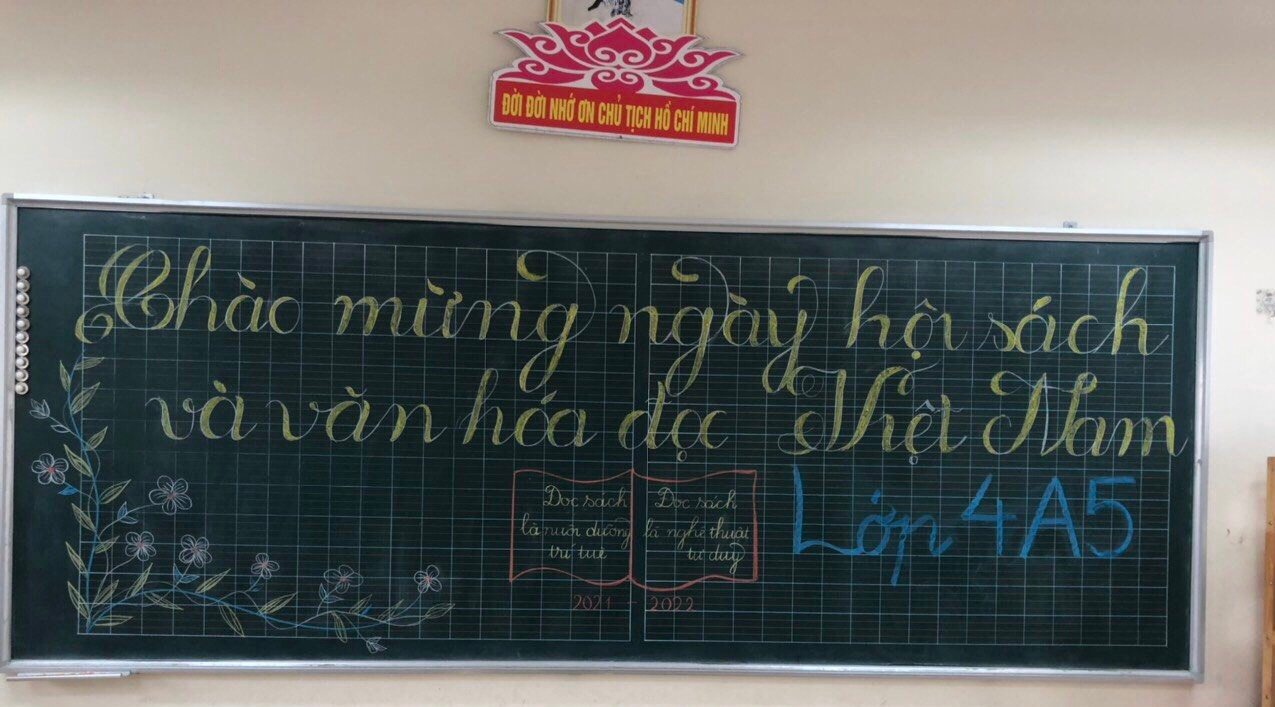 ĐỜI ĐỜI NHỚ ƠN CHỦ TỊCH HỒ CHÍ MINH
Chào mừng ngày hội sách
và văn hóa đọc Việt Nam
Đọc sách
là nuôi dưỡng
trí tuệ
Đọc sách
là nghệ thuật
tư duy
Lớp 4A5
2021 - 2022